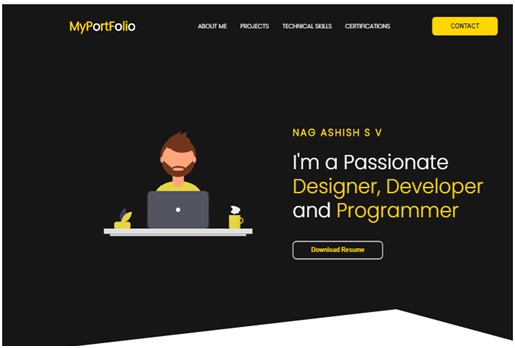 MyPortFolio
ABOUT ME PROJECTS TECHNICAL SKILLS CERTIFICATIONS CONTACT
NAG ASHISH S V
I'm a Passionate
Designer, Developer
and Programmer
Download Resume